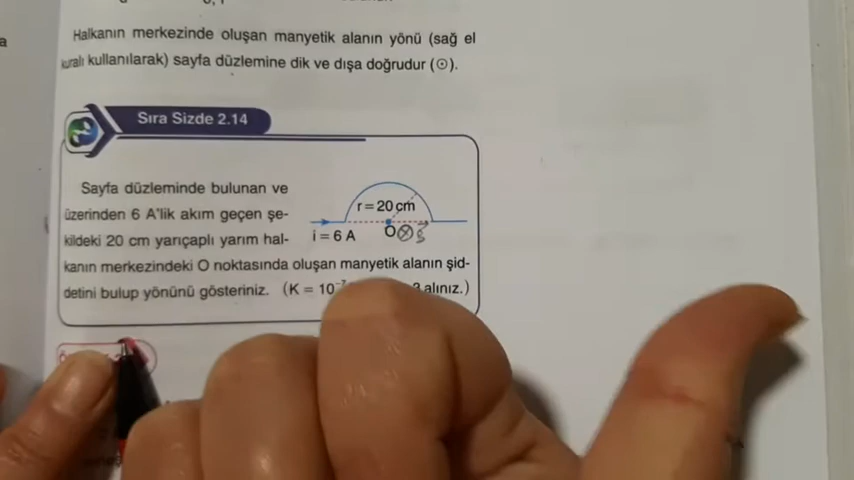 Halkanın merkezinde oluşan manyetik alanın yönü (sağ el
kuralı kullanılarak) sayfa düzlemine dik ve dışa doğrudur (⊙).
Sıra Sizde 2.14
Sayfa düzleminde bulunan ve
üzerinden 6 A'lik akım geçen şe-
kildeki 20 cm yarıçaplı yarım hal-
kanın merkezindeki O noktasında oluşan manyetik alanın şid-
detini bulup yönünü gösteriniz. (K = 10⁻⁷ alınız.)
r = 20 cm
i = 6 A
O⊗